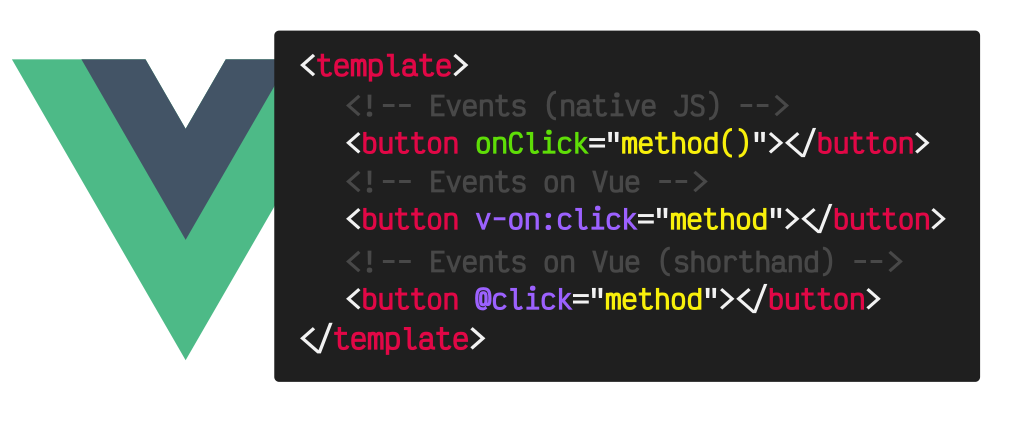 <template>
<!-- Events (native JS) -->
<button onClick="method()"></button>
<!-- Events on Vue -->
<button v-on:click="method"></button>
<!-- Events on Vue (shorthand) -->
<button @click="method"></button>
</template>